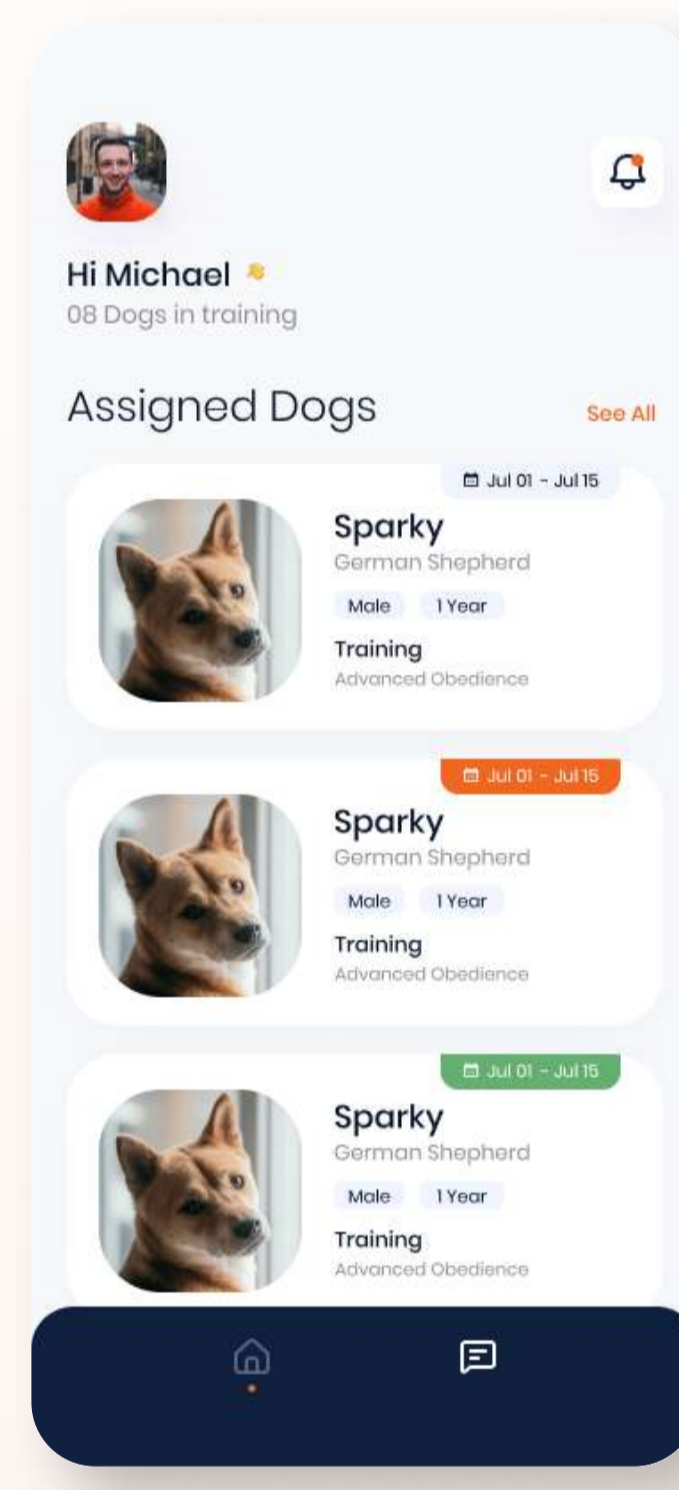 Hi Michael 👋
08 Dogs in training
Assigned Dogs
See All
Jul 01 - Jul 15
Sparky
German Shepherd
Male 1 Year
Training
Advanced Obedience
Jul 01 - Jul 15
Sparky
German Shepherd
Male 1 Year
Training
Advanced Obedience
Jul 01 - Jul 15
Sparky
German Shepherd
Male 1 Year
Training
Advanced Obedience